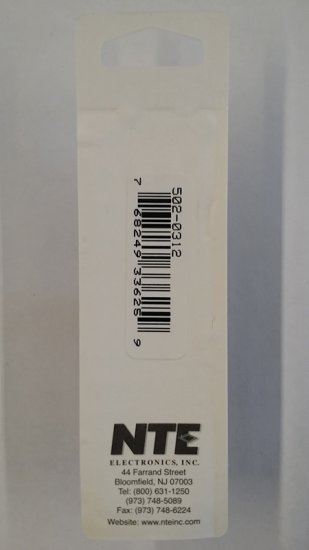 502-0312
7 68249 33625 9
NTE
ELECTRONICS, INC.
44 Farrand Street
Bloomfield, NJ 07003
Tel: (800) 631-1250
(973) 748-5089
Fax: (973) 748-6224
Website: www.nteinc.com